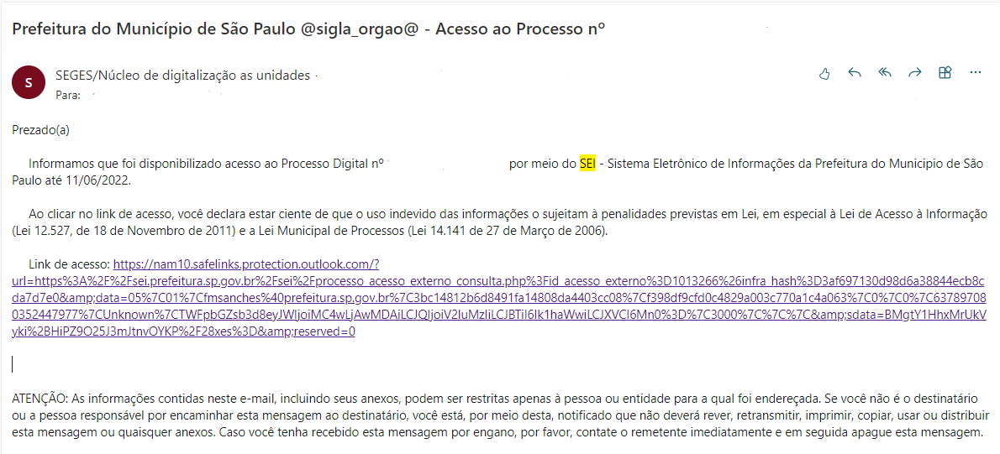 Prefeitura do Município de São Paulo @sigla_orgao@ - Acesso ao Processo nº
S
SEGES/Núcleo de digitalização as unidades ·
Para:
Prezado(a)
Informamos que foi disponibilizado acesso ao Processo Digital nº por meio do SEI - Sistema Eletrônico de Informações da Prefeitura do Municipio de São
Paulo até 11/06/2022.
Ao clicar no link de acesso, você declara estar ciente de que o uso indevido das informações o sujeitam à penalidades previstas em Lei, em especial à Lei de Acesso à Informação
(Lei 12.527, de 18 de Novembro de 2011) e a Lei Municipal de Processos (Lei 14.141 de 27 de Março de 2006).
Link de acesso: https://nam10.safelinks.protection.outlook.com/?
url=https%3A%2F%2Fsei.prefeitura.sp.gov.br%2Fsei%2Fprocesso_acesso_externo_consulta.php%3Fid_acesso_externo%3D1013266%26infra_hash%3D3af697130d98d6a38844ecb8c
da7d7e0&amp;data=05%7C01%7Cfmsanches%40prefeitura.sp.gov.br%7C3bc14812b6d8491fa14808da4403cc08%7Cf398df9cfd0c4829a003c770a1c4a063%7C0%7C0%7C63789708
0352447977%7CUnknown%7CTWFpbGZsb3d8eyJWIjoiMC4wLjAwMDAiLCJQIjoiV2luMzIiLCJBTiI6Ik1haWwiLCJXVCI6Mn0%3D%7C3000%7C%7C%7C&amp;sdata=BMgtY1HhxMrUkV
yki%2BHiPZ9O25J3mJtnvOYKP%2F28xes%3D&amp;reserved=0
ATENÇÃO: As informações contidas neste e-mail, incluindo seus anexos, podem ser restritas apenas à pessoa ou entidade para a qual foi endereçada. Se você não é o destinatário
ou a pessoa responsável por encaminhar esta mensagem ao destinatário, você está, por meio desta, notificado que não deverá rever, retransmitir, imprimir, copiar, usar ou distribuir
esta mensagem ou quaisquer anexos. Caso você tenha recebido esta mensagem por engano, por favor, contate o remetente imediatamente e em seguida apague esta mensagem.